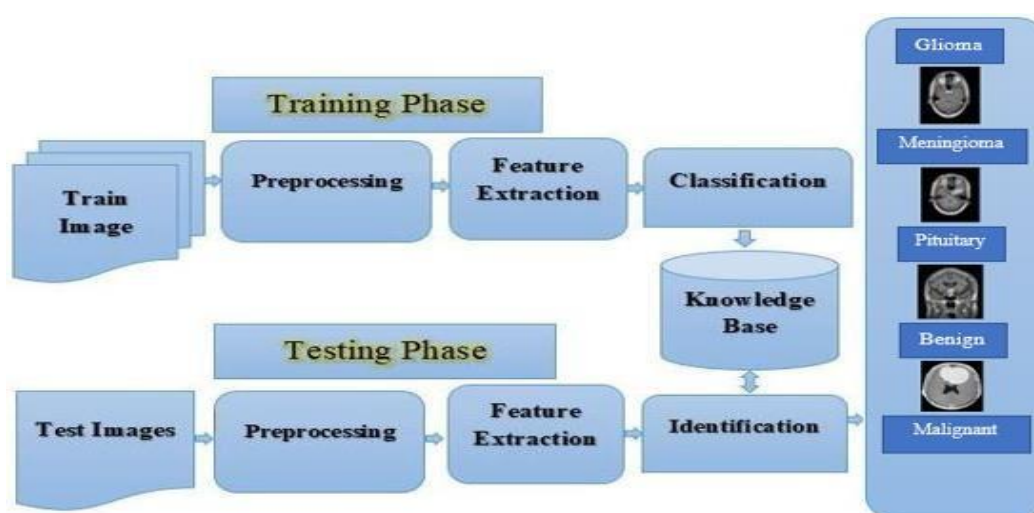 Training Phase
Train
Image
Preprocessing
Feature
Extraction
Classification
Knowledge
Base
Testing Phase
Test Images
Preprocessing
Feature
Extraction
Identification
Glioma
Meningioma
Pituitary
Benign
Malignant